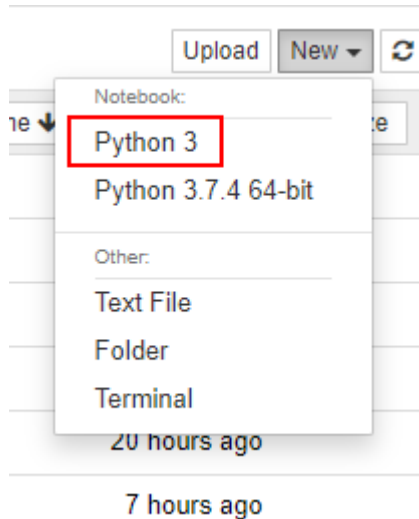 Upload New
Notebook:
ne ze
Python 3
Python 3.7.4 64-bit
Other:
Text File
Folder
Terminal
20 hours ago
7 hours ago